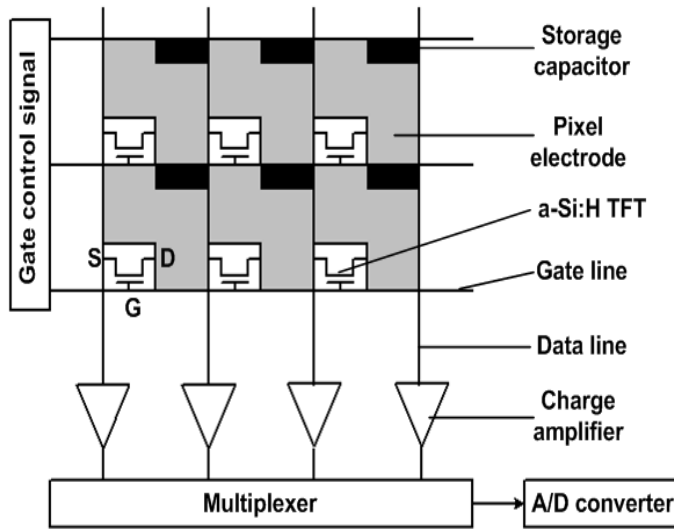 Gate control signal
Storage
capacitor
Pixel
electrode
a-Si:H TFT
S
D
G
Gate line
Data line
Charge
amplifier
Multiplexer
A/D converter